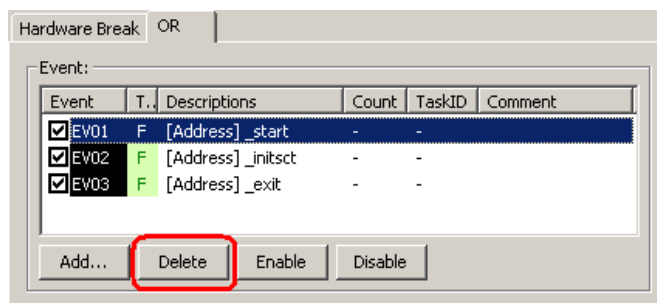 Hardware Break OR
Event:
Event T.. Descriptions Count TaskID Comment
EV01 F [Address] _start - -
EV02 F [Address] _initsct - -
EV03 F [Address] _exit - -
Add... Delete Enable Disable